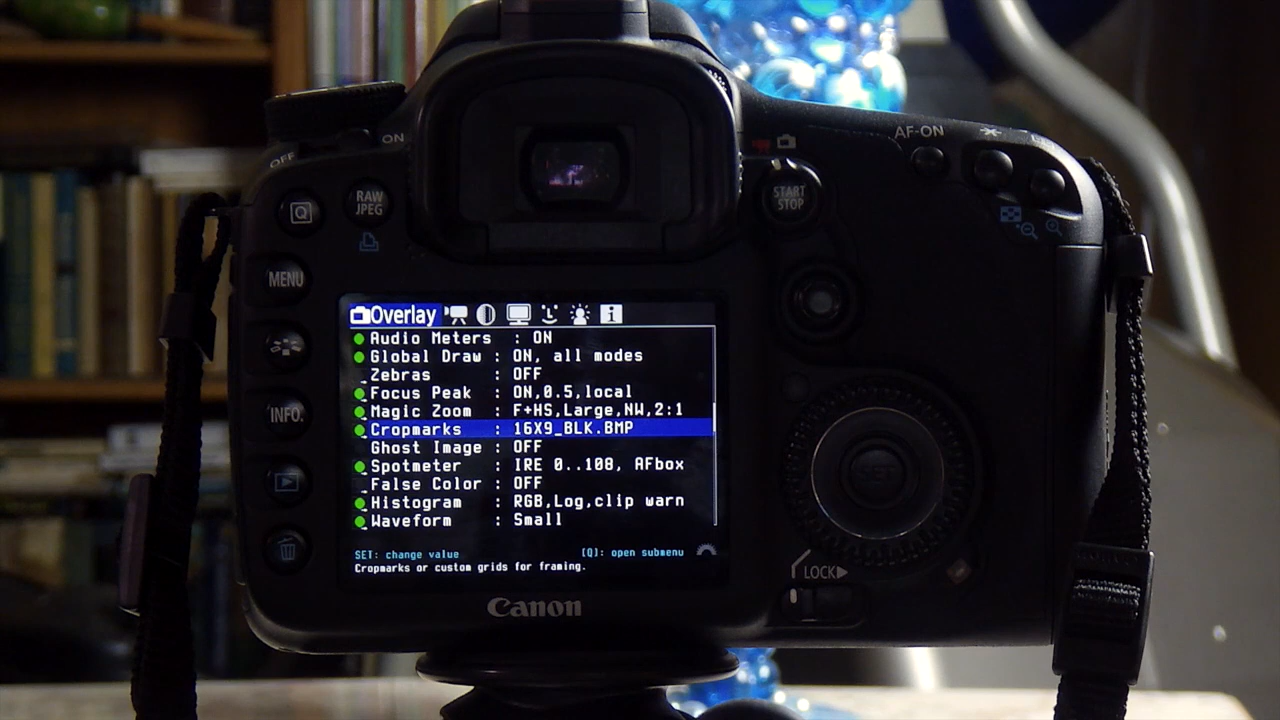 ON
OFF
AF-ON
RAW
JPEG
Q
START
STOP
MENU
INFO.
Overlay
Audio Meters : ON
Global Draw : ON, all modes
Zebras : OFF
Focus Peak : ON,0.5,local
Magic Zoom : F+HS,Large,NW,2:1
Cropmarks : 16X9_BLK.BMP
Ghost Image : OFF
Spotmeter : IRE 0..108, AFbox
False Color : OFF
Histogram : RGB,Log,clip warn
Waveform : Small
SET: change value [Q]: open submenu
Cropmarks or custom grids for framing.
SET
LOCK
Canon